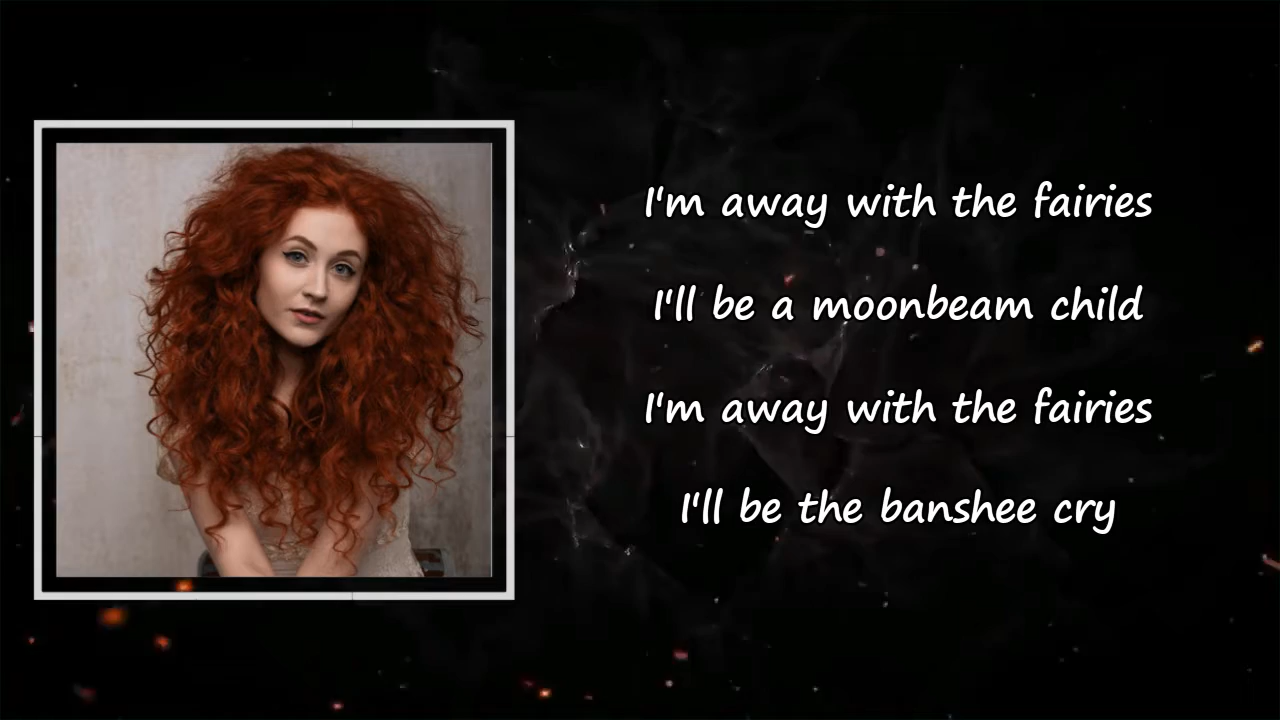 I'm away with the fairies
I'll be a moonbeam child
I'm away with the fairies
I'll be the banshee cry